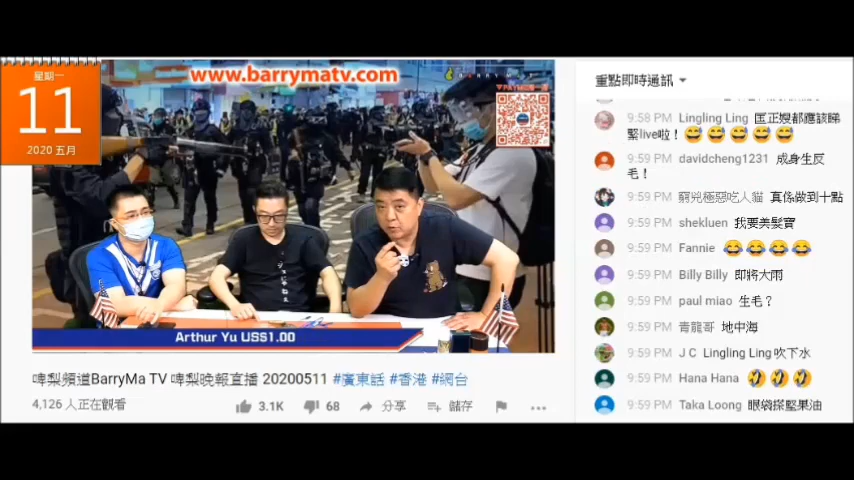 www.barrymatv.com
星期一
11
2020 五月
Arthur Yu US$1.00
啤梨頻道BarryMa TV 啤梨晚報直播 20200511 #廣東話 #香港 #網台
4,126 人正在觀看
3.1K
68
分享
儲存
重點即時通訊
9:58 PM Lingling Ling 匡正嫂都應該睇
緊live啦！😅😅😅😅
9:59 PM davidcheng1231 成身生反
毛！
9:59 PM 窮兇極惡吃人貓 真係做到十點
9:59 PM shekluen 我要美髮寶
9:59 PM Fannie 😂😂😂😂
9:59 PM Billy Billy 即將大雨
9:59 PM paul miao 生毛？
9:59 PM 青龍哥 地中海
9:59 PM J C Lingling Ling吹下水
9:59 PM Hana Hana 🤣🤣🤣
9:59 PM Taka Loong 眼袋搽堅果油